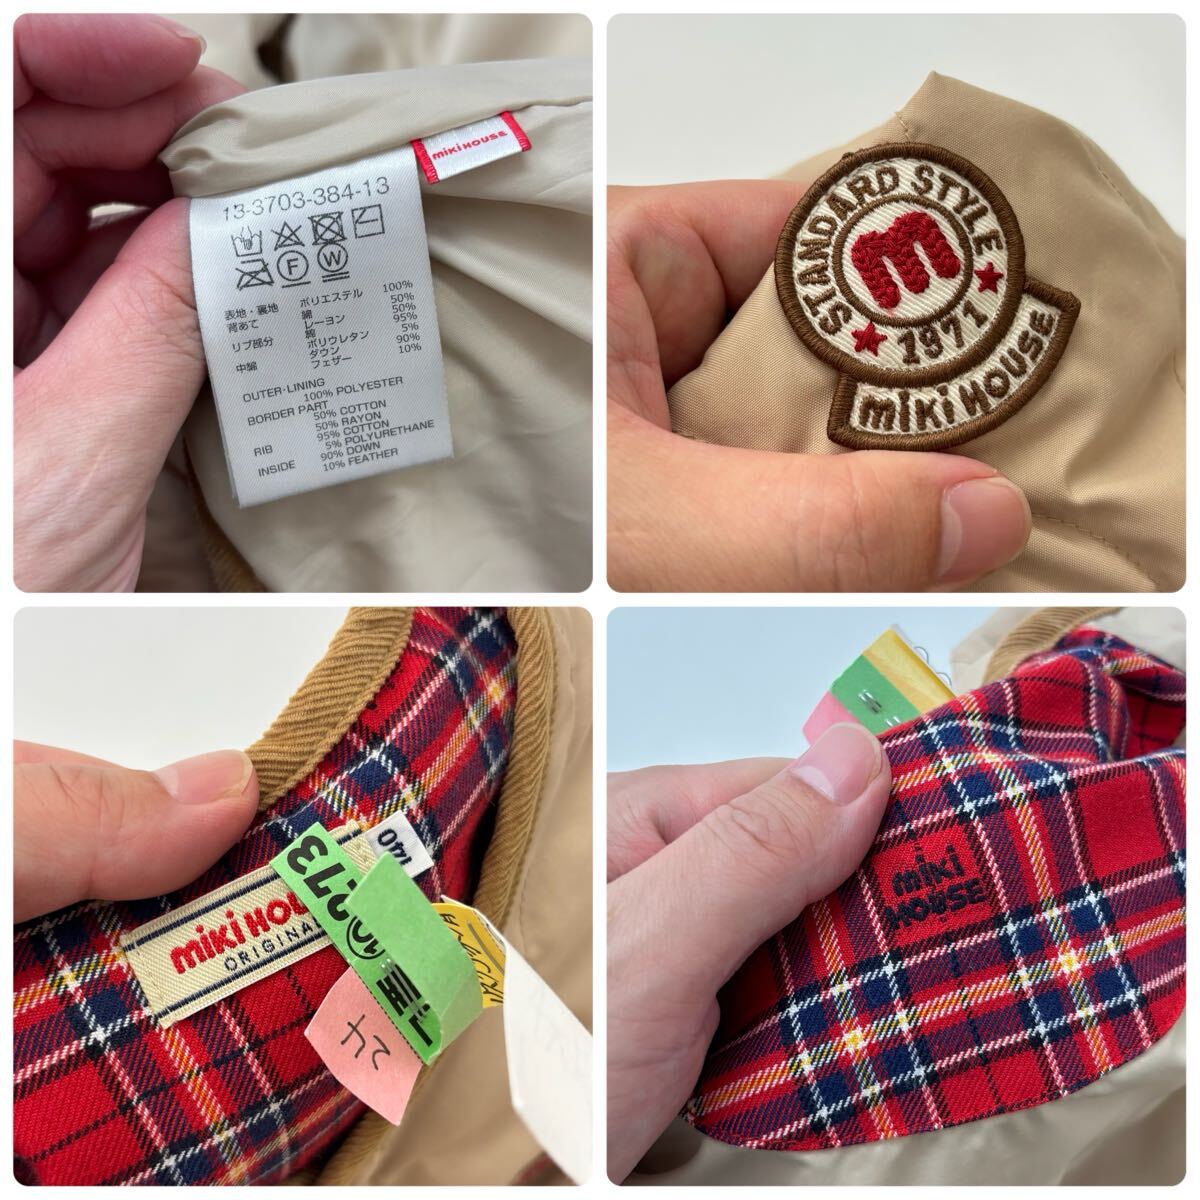 13-3703-384-13
miki HOUSE
F W
表地・裏地 ポリエステル 100%
背あて 綿 50%
レーヨン 50%
リブ部分 綿 95%
ポリウレタン 5%
中綿 ダウン 90%
フェザー 10%
OUTER·LINING
100% POLYESTER
BORDER PART
50% COTTON
50% RAYON
RIB 95% COTTON
5% POLYURETHANE
INSIDE 90% DOWN
10% FEATHER
STANDARD STYLE
m
1971
miki HOUSE
140
miki HOU
ORIGINAL
24
miki
HOUSE